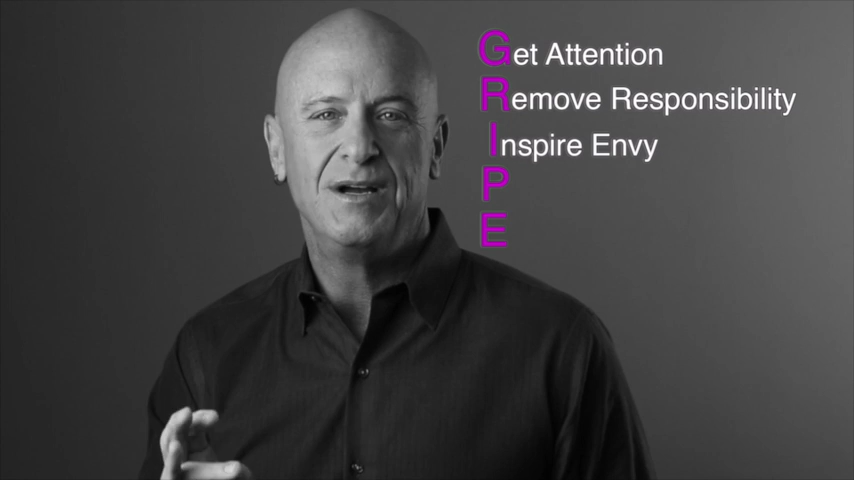 Get Attention
Remove Responsibility
Inspire Envy
P
E